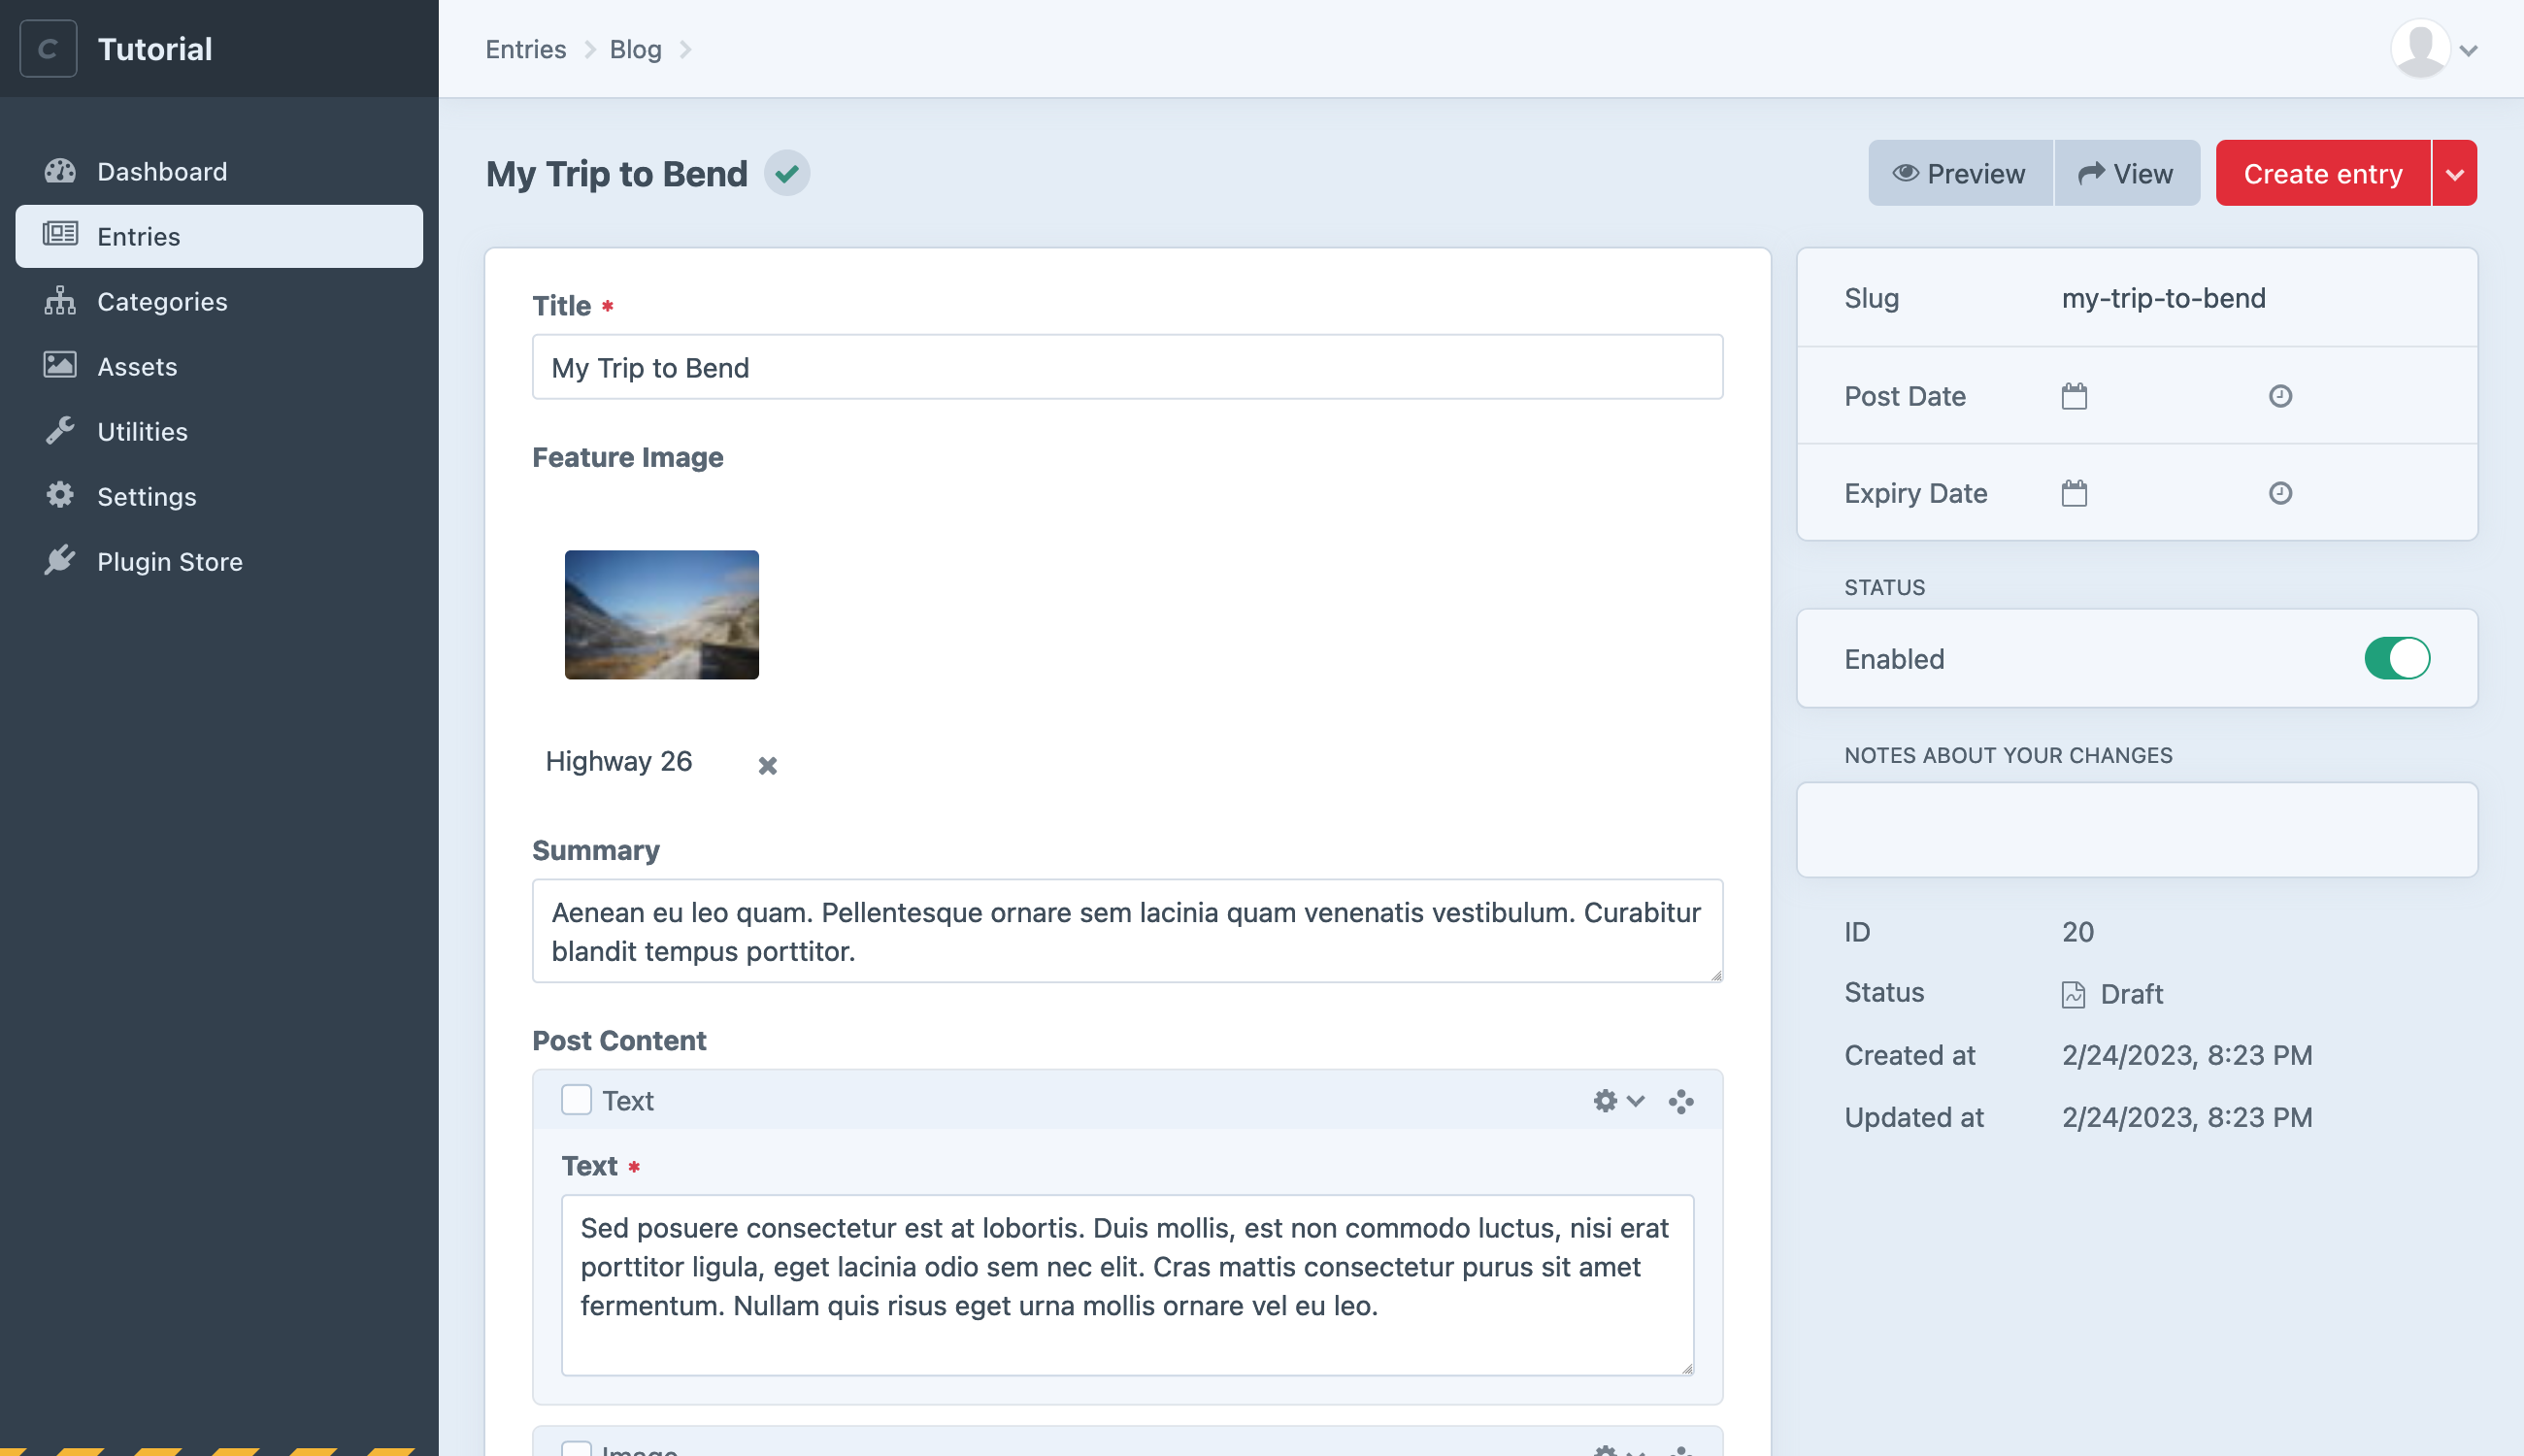 C Tutorial
Dashboard
Entries
Categories
Assets
Utilities
Settings
Plugin Store
Entries Blog
My Trip to Bend
Preview View Create entry
Title *
My Trip to Bend
Feature Image
Highway 26
Summary
Aenean eu leo quam. Pellentesque ornare sem lacinia quam venenatis vestibulum. Curabitur
blandit tempus porttitor.
Post Content
Text
Text *
Sed posuere consectetur est at lobortis. Duis mollis, est non commodo luctus, nisi erat
porttitor ligula, eget lacinia odio sem nec elit. Cras mattis consectetur purus sit amet
fermentum. Nullam quis risus eget urna mollis ornare vel eu leo.
Image
Slug my-trip-to-bend
Post Date
Expiry Date
STATUS
Enabled
NOTES ABOUT YOUR CHANGES
ID 20
Status Draft
Created at 2/24/2023, 8:23 PM
Updated at 2/24/2023, 8:23 PM